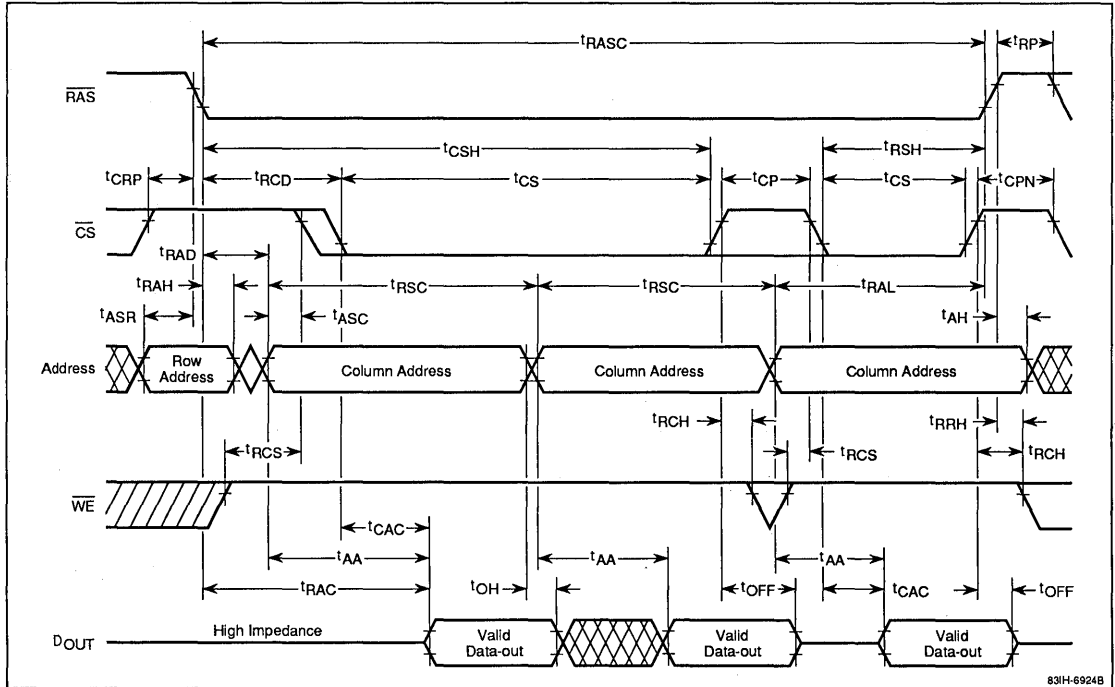 tRASC
tRP
RAS
tCSH
tRSH
tCRP
tRCD
tCS
tCP
tCS
tCPN
CS
tRAD
tRAH
tRSC
tRSC
tRAL
tASR
tASC
tAH
Address
Row
Address
Column Address
Column Address
Column Address
tRCH
tRRH
tRCS
tRCS
tRCH
WE
tCAC
tAA
tAA
tAA
tRAC
tOH
tOFF
tCAC
tOFF
DOUT
High Impedance
Valid
Data-out
Valid
Data-out
Valid
Data-out
83IH-6924B